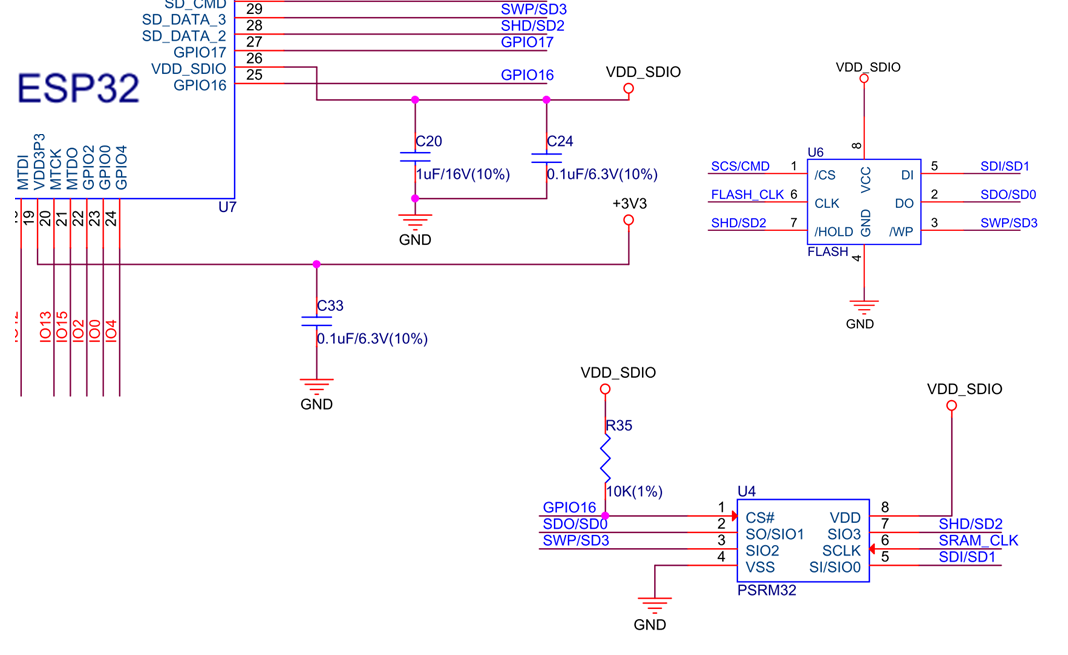 SD_CMD
SD_DATA_3 29 SWP/SD3
SD_DATA_2 28 SHD/SD2
GPIO17 27 GPIO17
VDD_SDIO 26
GPIO16 25 GPIO16
VDD_SDIO
ESP32
C20
1uF/16V(10%)
C24
0.1uF/6.3V(10%)
GND
MTDI
VDD3P3
MTCK
MTDO
GPIO2
GPIO0
GPIO4
U7
19
20
21
22
23
24
+3V3
C33
0.1uF/6.3V(10%)
GND
IO13
IO15
IO2
IO0
IO4
VDD_SDIO
8
U6
SCS/CMD 1 /CS VCC DI 5 SDI/SD1
FLASH_CLK 6 CLK DO 2 SDO/SD0
SHD/SD2 7 /HOLD GND /WP 3 SWP/SD3
FLASH
4
GND
VDD_SDIO
R35
10K(1%)
VDD_SDIO
U4
GPIO16 1 CS# VDD 8
SDO/SD0 2 SO/SIO1 SIO3 7 SHD/SD2
SWP/SD3 3 SIO2 SCLK 6 SRAM_CLK
4 VSS SI/SIO0 5 SDI/SD1
PSRM32
GND